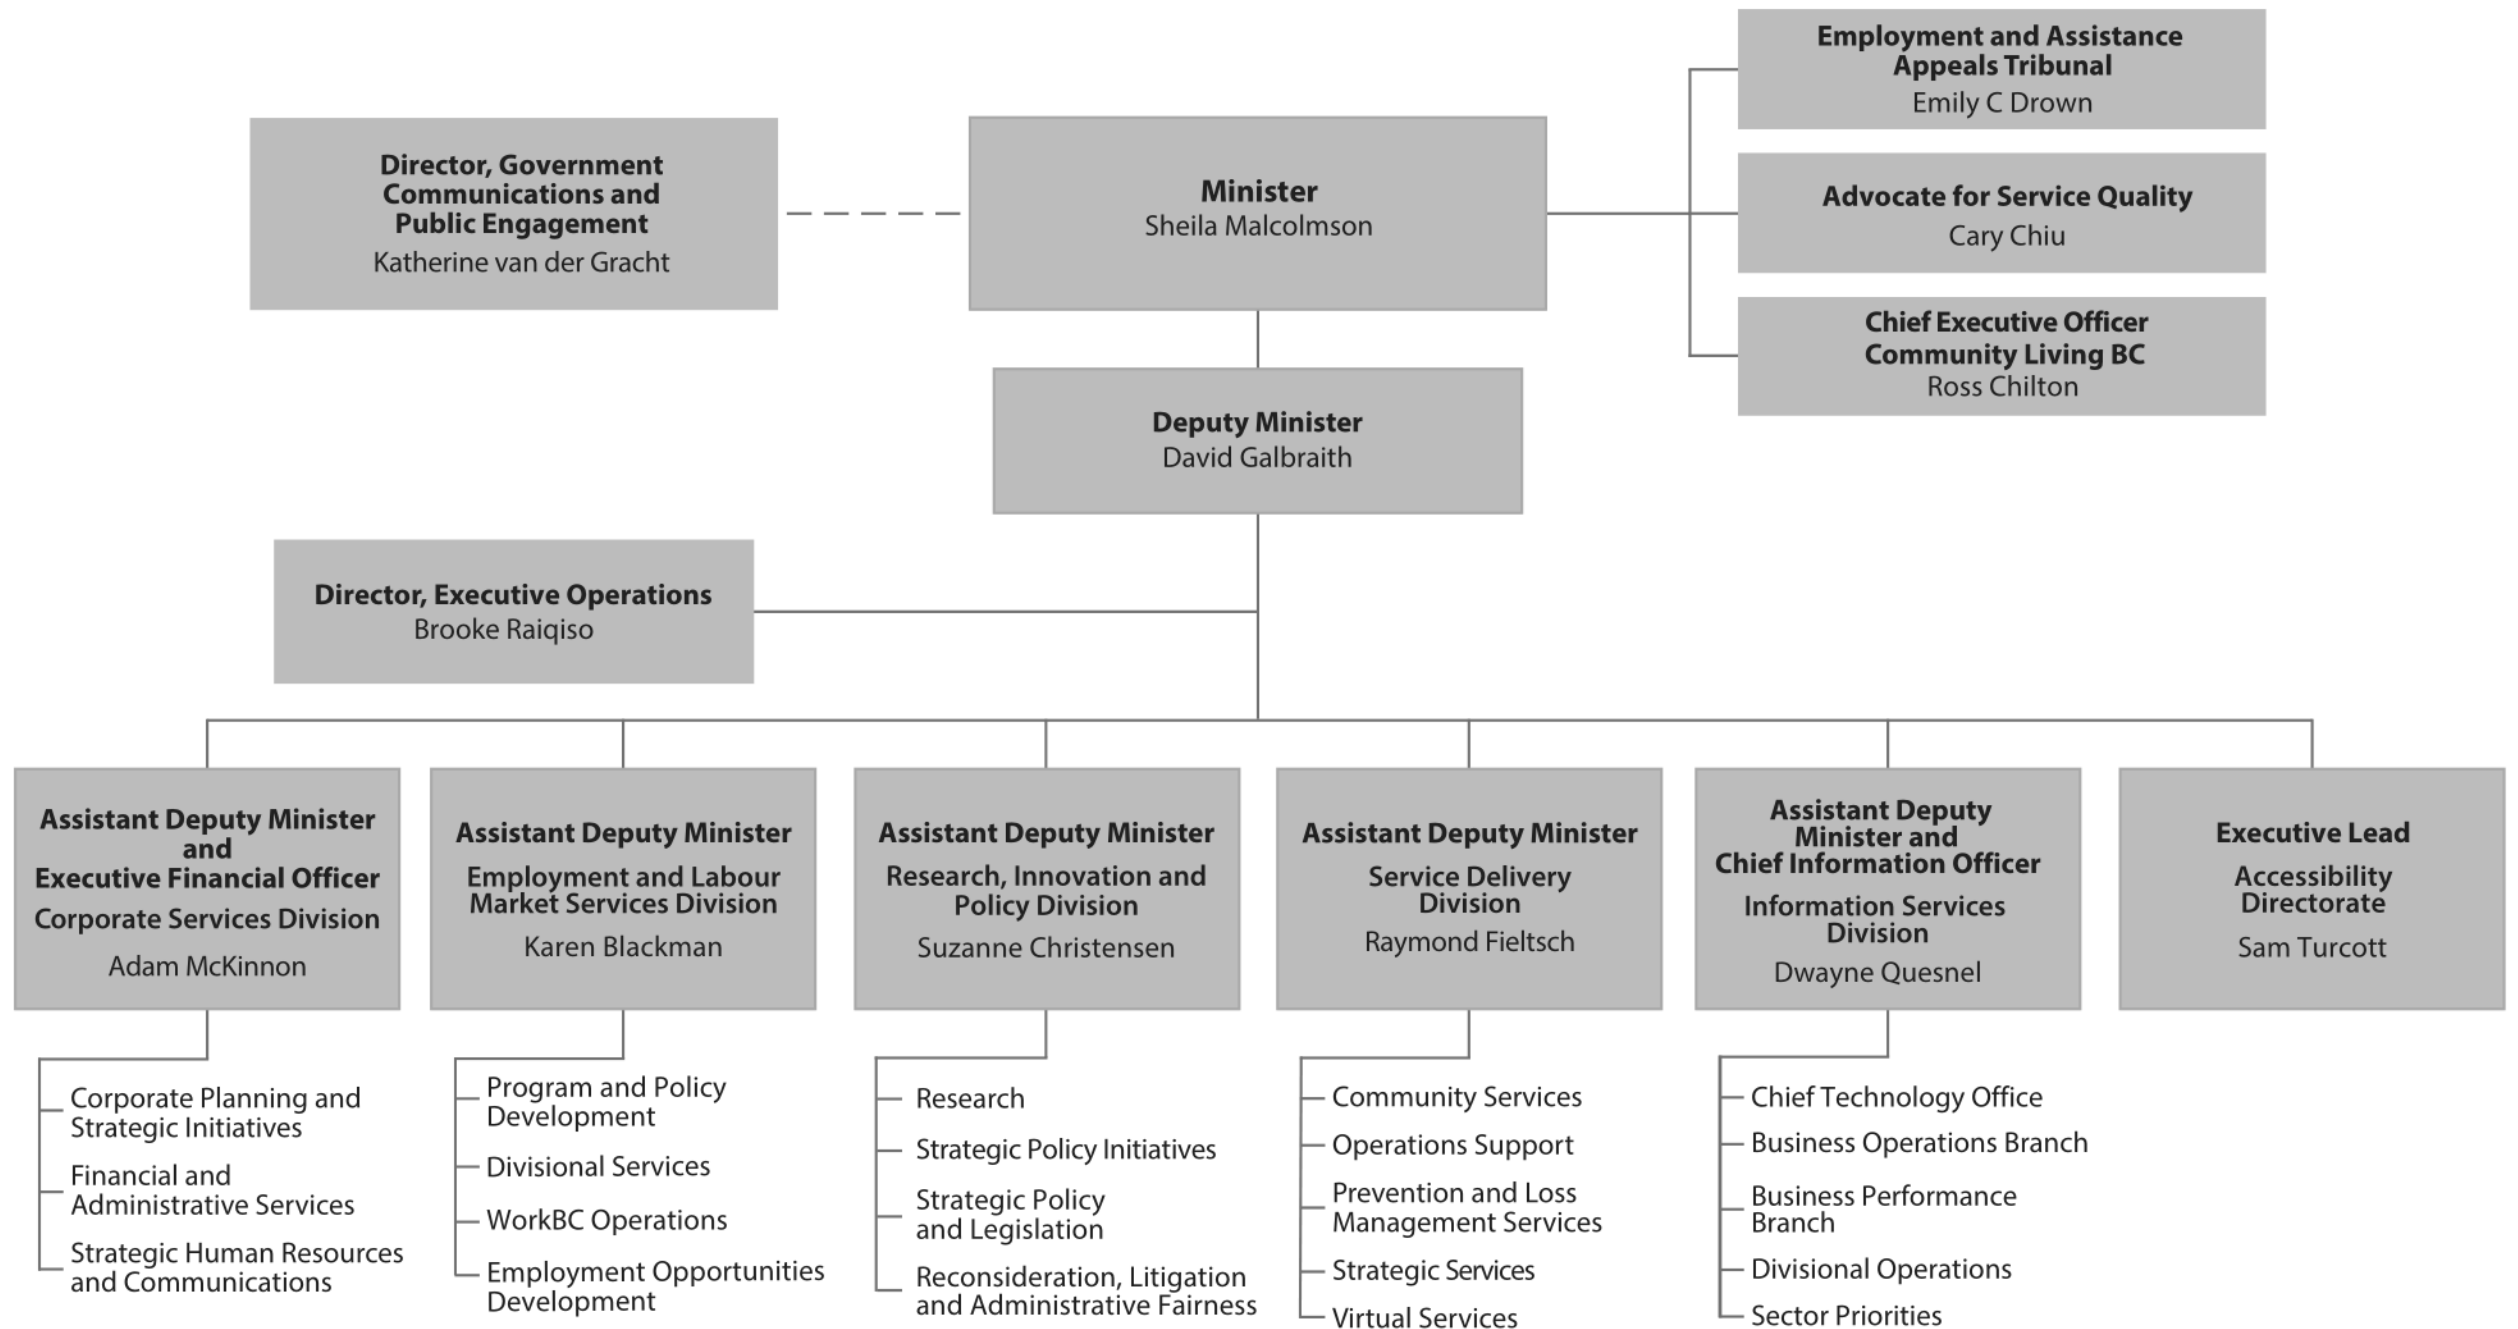 Employment and Assistance
Appeals Tribunal
Emily C Drown
Director, Government
Communications and
Public Engagement
Katherine van der Gracht
Minister
Sheila Malcolmson
Advocate for Service Quality
Cary Chiu
Chief Executive Officer
Community Living BC
Ross Chilton
Deputy Minister
David Galbraith
Director, Executive Operations
Brooke Raiqiso
Assistant Deputy Minister
and
Executive Financial Officer
Corporate Services Division
Adam McKinnon
Corporate Planning and
Strategic Initiatives
Financial and
Administrative Services
Strategic Human Resources
and Communications
Assistant Deputy Minister
Employment and Labour
Market Services Division
Karen Blackman
Program and Policy
Development
Divisional Services
WorkBC Operations
Employment Opportunities
Development
Assistant Deputy Minister
Research, Innovation and
Policy Division
Suzanne Christensen
Research
Strategic Policy Initiatives
Strategic Policy
and Legislation
Reconsideration, Litigation
and Administrative Fairness
Assistant Deputy Minister
Service Delivery
Division
Raymond Fieltsch
Community Services
Operations Support
Prevention and Loss
Management Services
Strategic Services
Virtual Services
Assistant Deputy
Minister and
Chief Information Officer
Information Services
Division
Dwayne Quesnel
Chief Technology Office
Business Operations Branch
Business Performance
Branch
Divisional Operations
Sector Priorities
Executive Lead
Accessibility
Directorate
Sam Turcott